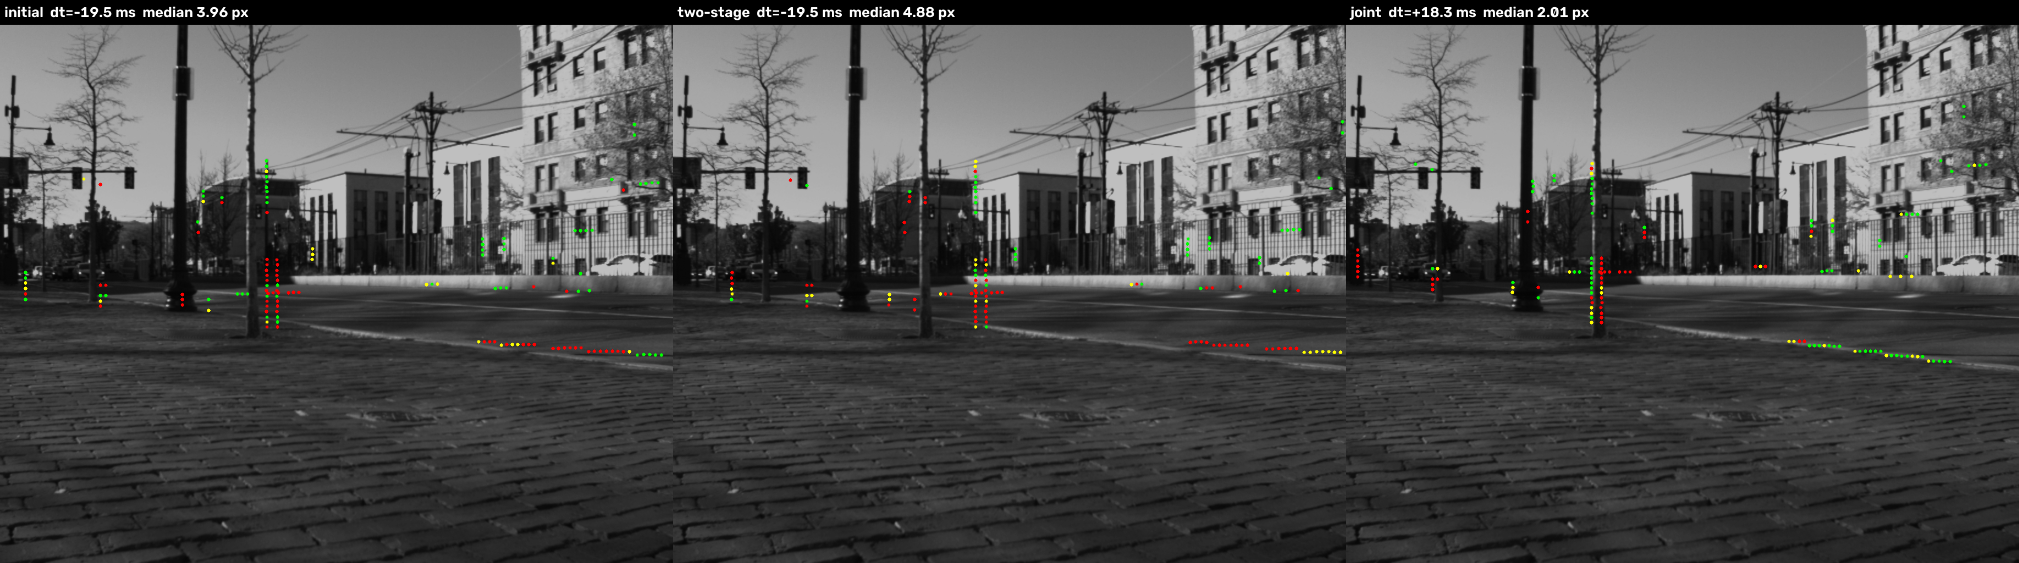 initial dt=-19.5 ms median 3.96 px
two-stage dt=-19.5 ms median 4.88 px
joint dt=+18.3 ms median 2.01 px